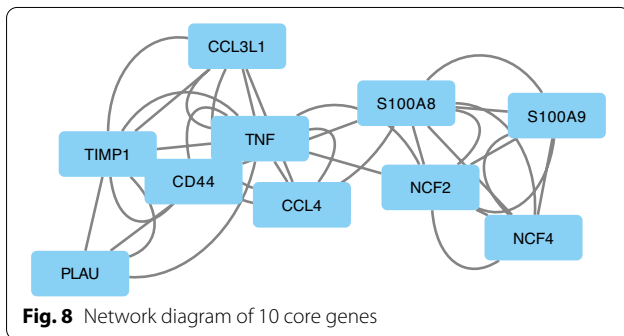 CCL3L1
S100A8
S100A9
TNF
TIMP1
CD44
NCF2
CCL4
NCF4
PLAU
Fig. 8 Network diagram of 10 core genes